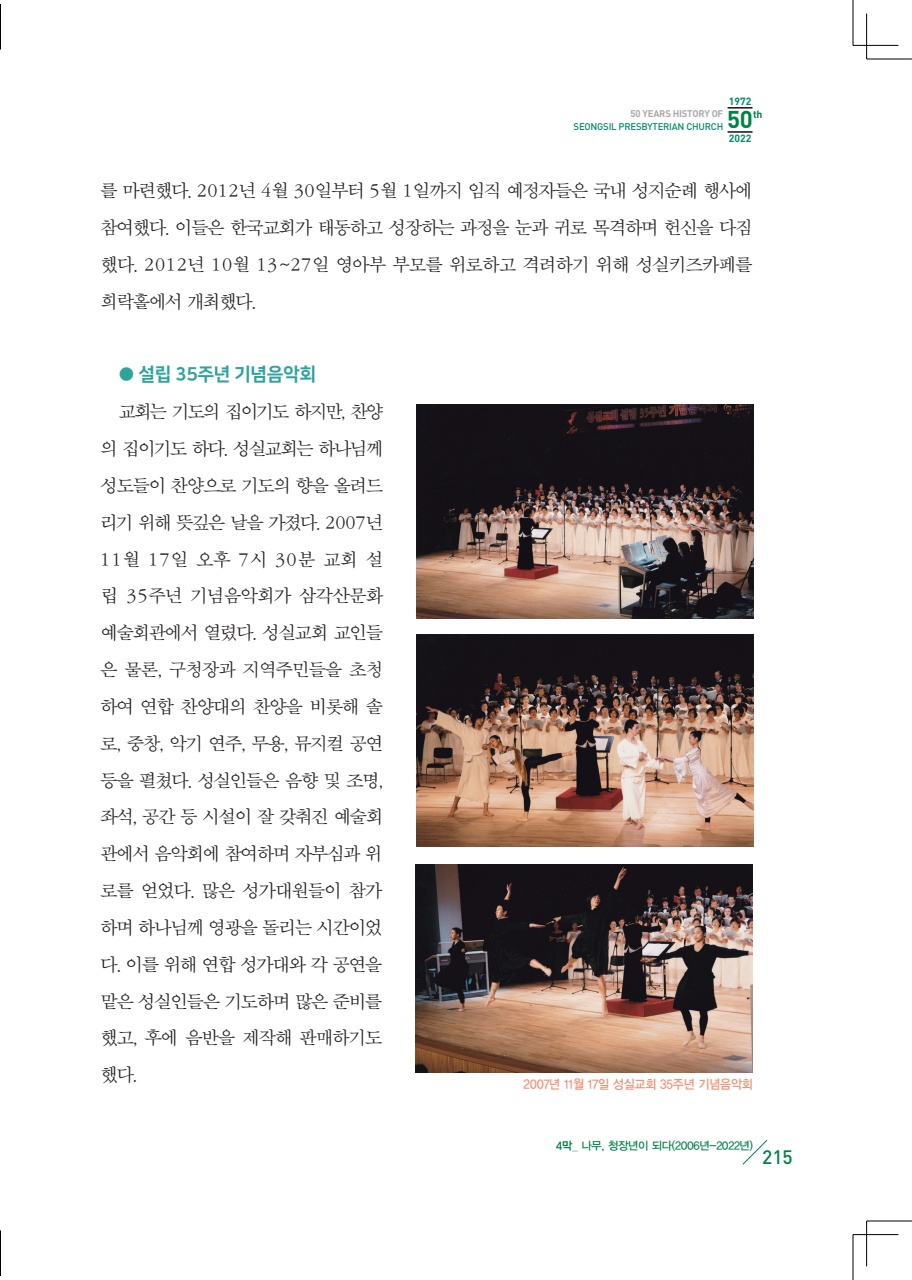 1972
50 YEARS HISTORY OF
SEONGSIL PRESBYTERIAN CHURCH
50th
2022
를 마련했다. 2012년 4월 30일부터 5월 1일까지 임직 예정자들은 국내 성지순례 행사에
참여했다. 이들은 한국교회가 태동하고 성장하는 과정을 눈과 귀로 목격하며 헌신을 다짐
했다. 2012년 10월 13~27일 영아부 부모를 위로하고 격려하기 위해 성실키즈카페를
희락홀에서 개최했다.
● 설립 35주년 기념음악회
교회는 기도의 집이기도 하지만, 찬양
의 집이기도 하다. 성실교회는 하나님께
성도들이 찬양으로 기도의 향을 올려드
리기 위해 뜻깊은 날을 가졌다. 2007년
11월 17일 오후 7시 30분 교회 설
립 35주년 기념음악회가 삼각산문화
예술회관에서 열렸다. 성실교회 교인들
은 물론, 구청장과 지역주민들을 초청
하여 연합 찬양대의 찬양을 비롯해 솔
로, 중창, 악기 연주, 무용, 뮤지컬 공연
등을 펼쳤다. 성실인들은 음향 및 조명,
좌석, 공간 등 시설이 잘 갖춰진 예술회
관에서 음악회에 참여하며 자부심과 위
로를 얻었다. 많은 성가대원들이 참가
하며 하나님께 영광을 돌리는 시간이었
다. 이를 위해 연합 성가대와 각 공연을
맡은 성실인들은 기도하며 많은 준비를
했고, 후에 음반을 제작해 판매하기도
했다.
성실교회 설립 35주년 기념음악회
2007년 11월 17일 성실교회 35주년 기념음악회
4막_ 나무, 청장년이 되다(2006년-2022년)
215